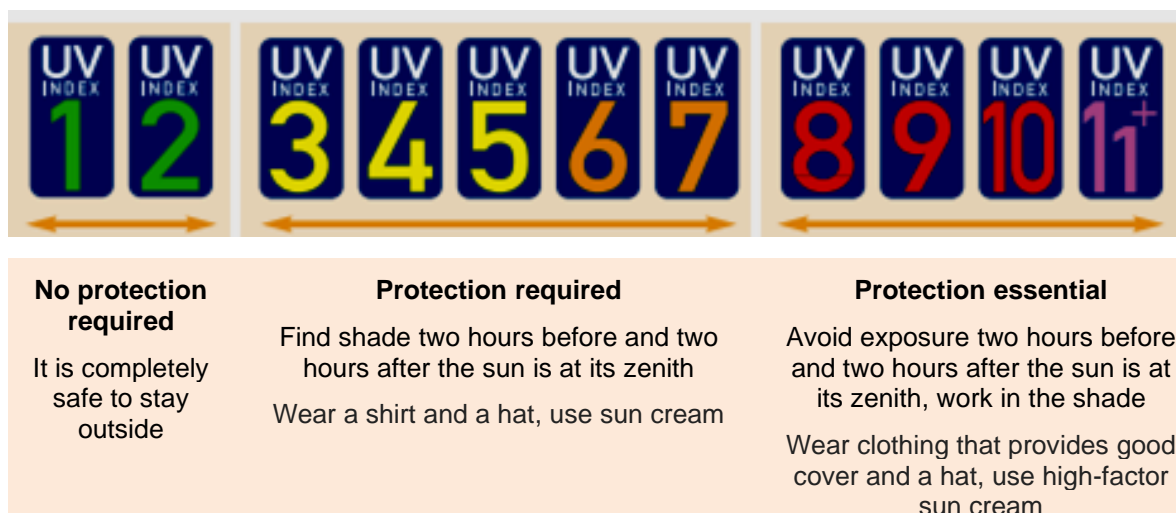 UV UV UV UV UV UV UV UV UV UV UV
INDEX INDEX INDEX INDEX INDEX INDEX INDEX INDEX INDEX INDEX INDEX
1 2 3 4 5 6 7 8 9 10 11+
No protection
required
It is completely
safe to stay
outside
Protection required
Find shade two hours before and two
hours after the sun is at its zenith
Wear a shirt and a hat, use sun cream
Protection essential
Avoid exposure two hours before
and two hours after the sun is at
its zenith, work in the shade
Wear clothing that provides good
cover and a hat, use high-factor
sun cream